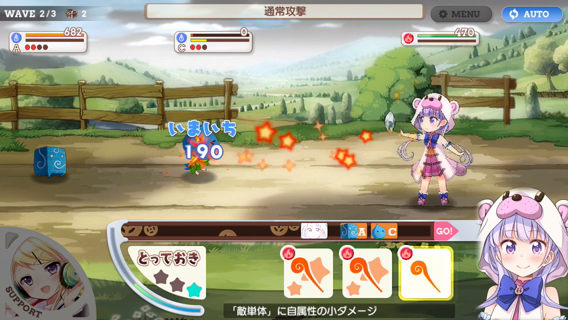 WAVE 2/3 2
通常攻撃
MENU
AUTO
682
A
0
C
470
いまいち
190
A C GO!
とっておき
SUPPORT
「敵単体」に自属性の小ダメージ